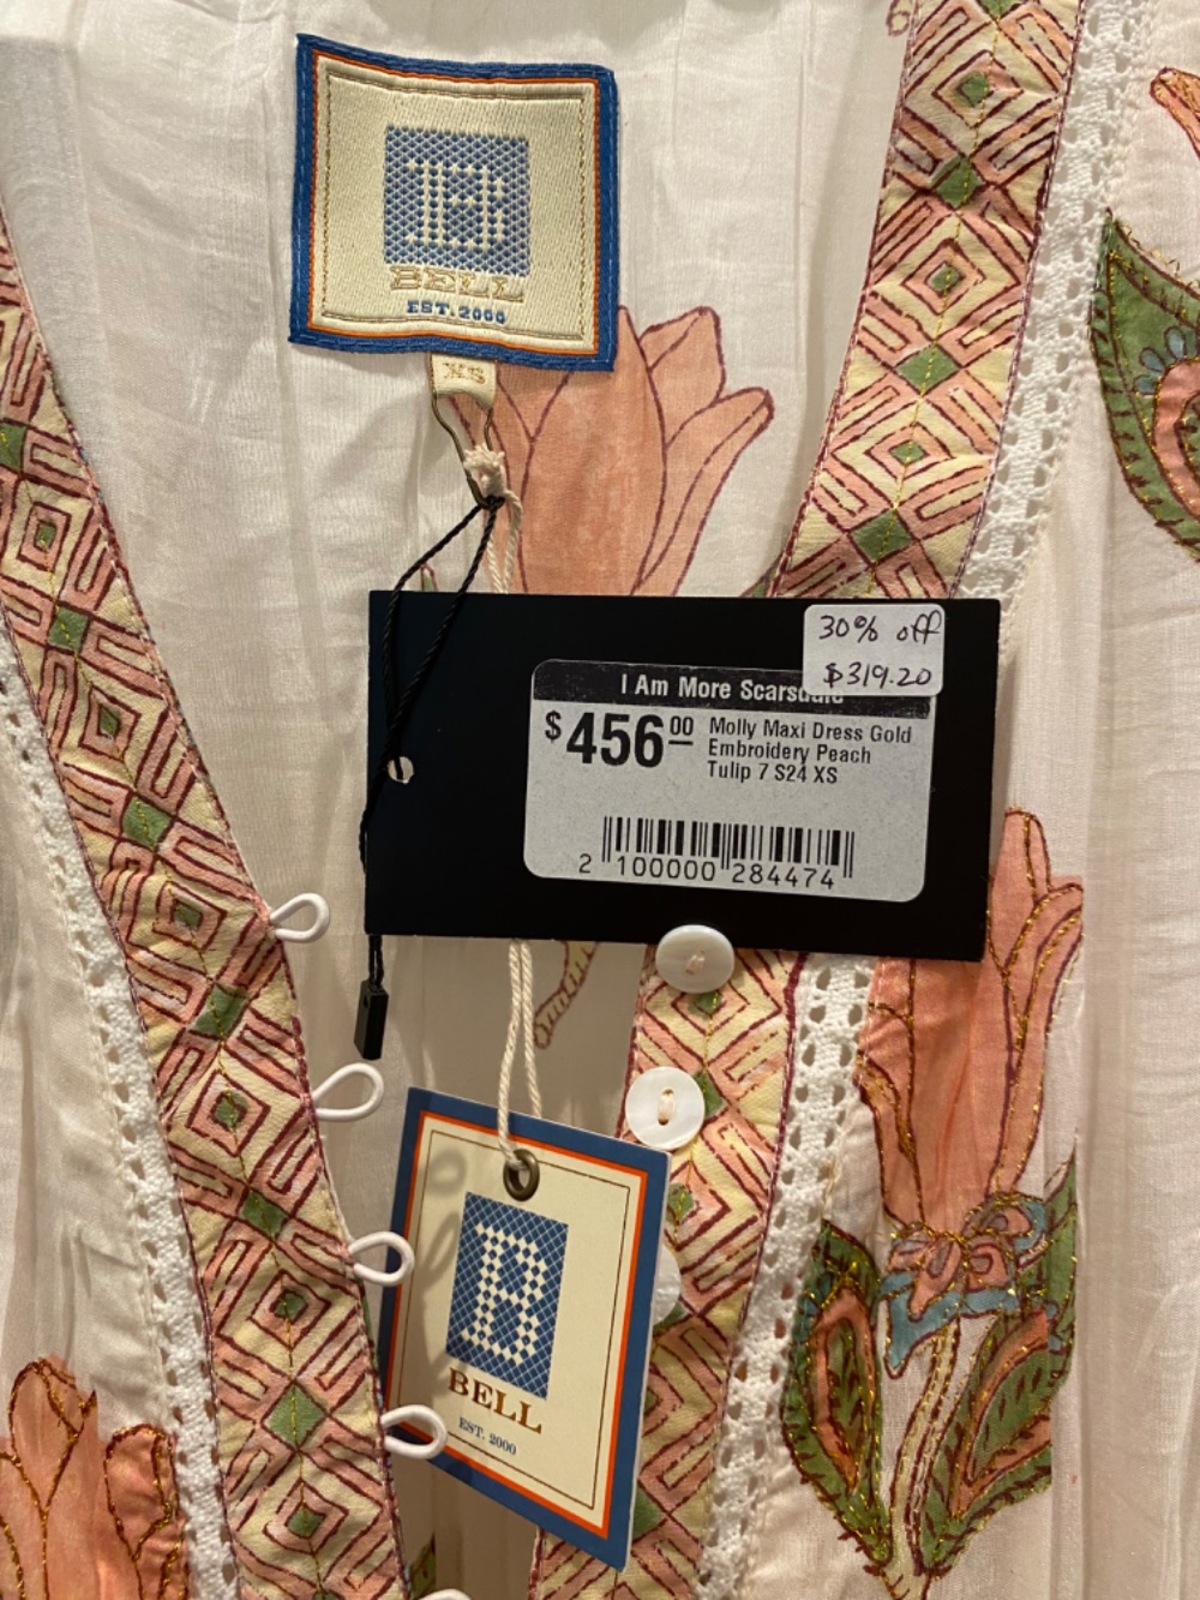 B
BELL
EST. 2000
XS
30% off
$319.20
I Am More Scarsdale
$456.00
Molly Maxi Dress Gold
Embroidery Peach
Tulip 7 S24 XS
2 100000 284474
B
BELL
EST. 2000